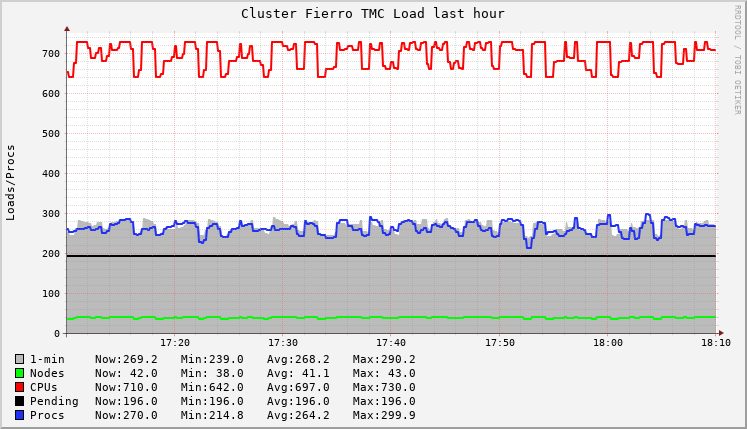 Cluster Fierro TMC Load last hour
RRDTOOL / TOBI OETIKER
Loads/Procs
700
600
500
400
300
200
100
0
17:20 17:30 17:40 17:50 18:00 18:10
1-min Now:269.2 Min:239.0 Avg:268.2 Max:290.2
Nodes Now: 42.0 Min: 38.0 Avg: 41.1 Max: 43.0
CPUs Now:710.0 Min:642.0 Avg:697.0 Max:730.0
Pending Now:196.0 Min:196.0 Avg:196.0 Max:196.0
Procs Now:270.0 Min:214.8 Avg:264.2 Max:299.9